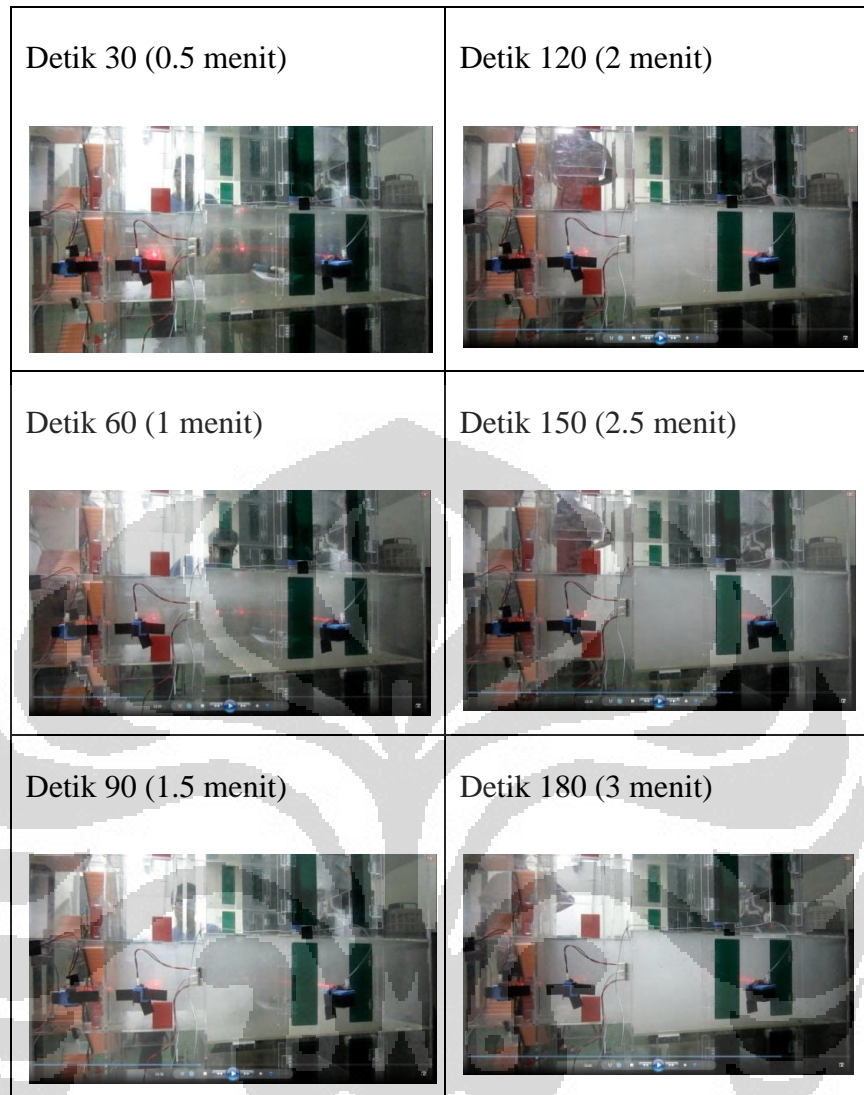 Detik 30 (0.5 menit)
Detik 120 (2 menit)
Detik 60 (1 menit)
Detik 150 (2.5 menit)
Detik 90 (1.5 menit)
Detik 180 (3 menit)